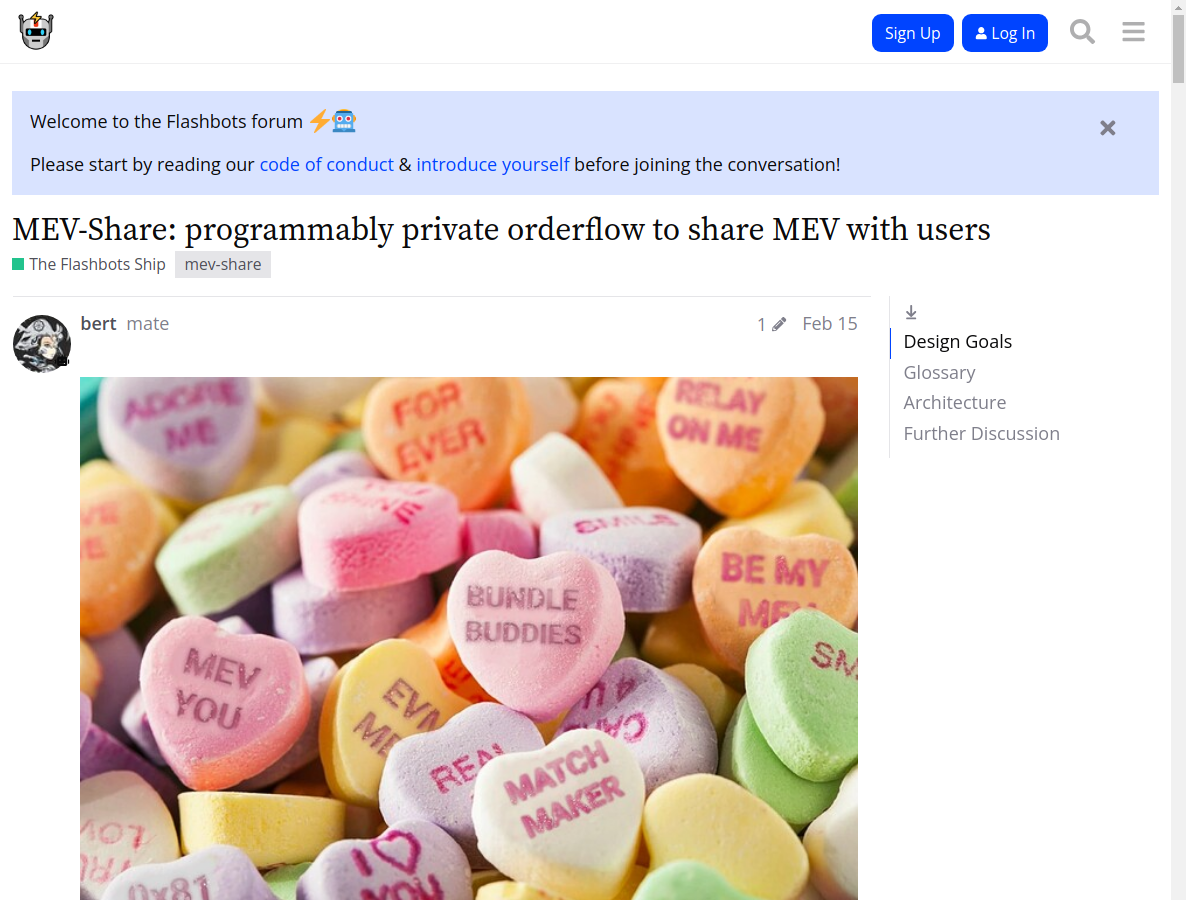 Sign Up
Log In
Welcome to the Flashbots forum
Please start by reading our code of conduct & introduce yourself before joining the conversation!
MEV-Share: programmably private orderflow to share MEV with users
The Flashbots Ship mev-share
bert mate
1 Feb 15
Design Goals
Glossary
Architecture
Further Discussion
ADORE
ME
FOR
EVER
RELAY
ON ME
SHINE
SMILE
BE MY
MEV
BUNDLE
BUDDIES
MEV
YOU
EVM
ME
REAL
MATCH
MAKER
I
YOU
0x81